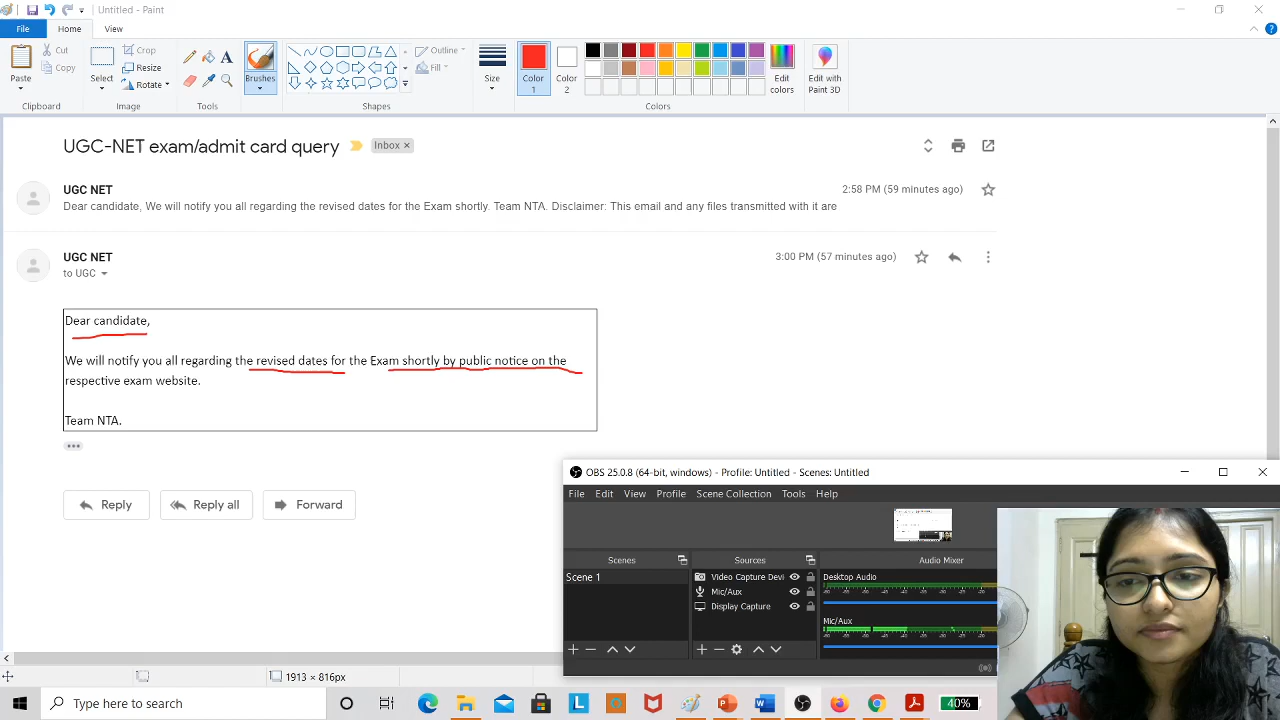 Untitled - Paint
File
Home
View
Paste
Cut
Copy
Clipboard
Select
Crop
Resize
Rotate
Image
Tools
Brushes
Shapes
Outline
Fill
Size
Color 1
Color 2
Edit colors
Colors
Edit with Paint 3D
UGC-NET exam/admit card query
Inbox ×
UGC NET
2:58 PM (59 minutes ago)
Dear candidate, We will notify you all regarding the revised dates for the Exam shortly. Team NTA. Disclaimer: This email and any files transmitted with it are
UGC NET
3:00 PM (57 minutes ago)
to UGC
Dear candidate,
We will notify you all regarding the revised dates for the Exam shortly by public notice on the
respective exam website.
Team NTA.
Reply
Reply all
Forward
OBS 25.0.8 (64-bit, windows) - Profile: Untitled - Scenes: Untitled
File Edit View Profile Scene Collection Tools Help
Scenes
Sources
Audio Mixer
Scene 1
Video Capture Devi
Mic/Aux
Display Capture
Desktop Audio
Mic/Aux
1913 × 816px
Type here to search
40%